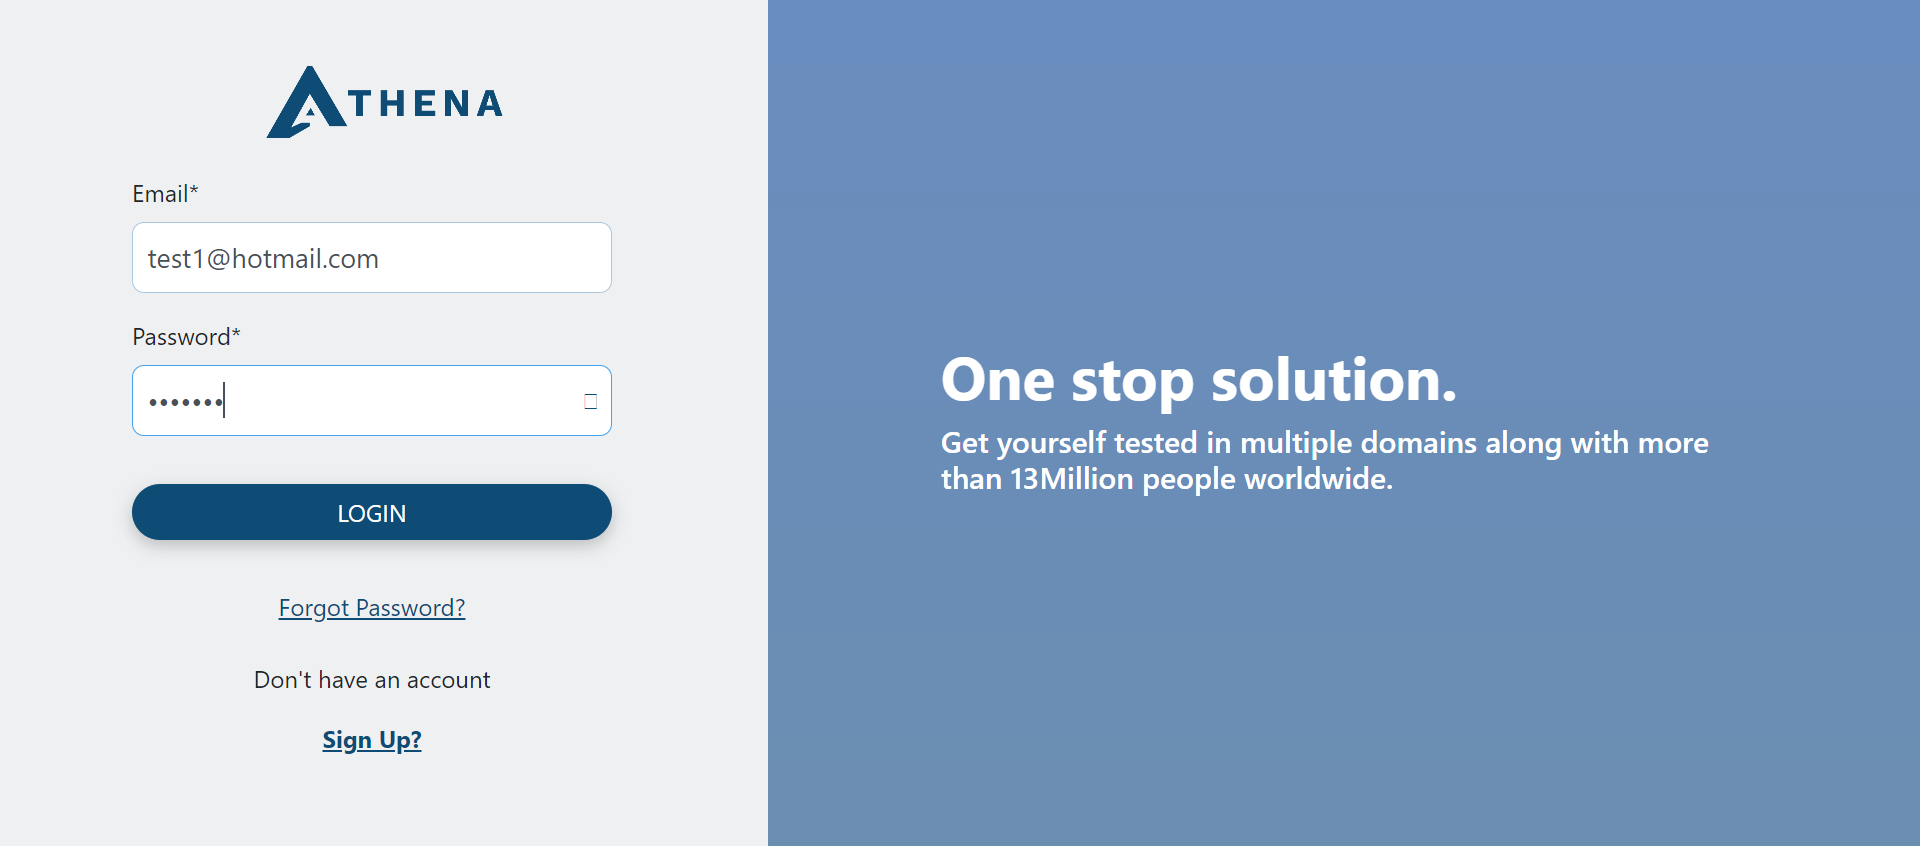 ATHENA
Email*
test1@hotmail.com
Password*
•••••••
LOGIN
Forgot Password?
Don't have an account
Sign Up?
One stop solution.
Get yourself tested in multiple domains along with more
than 13Million people worldwide.